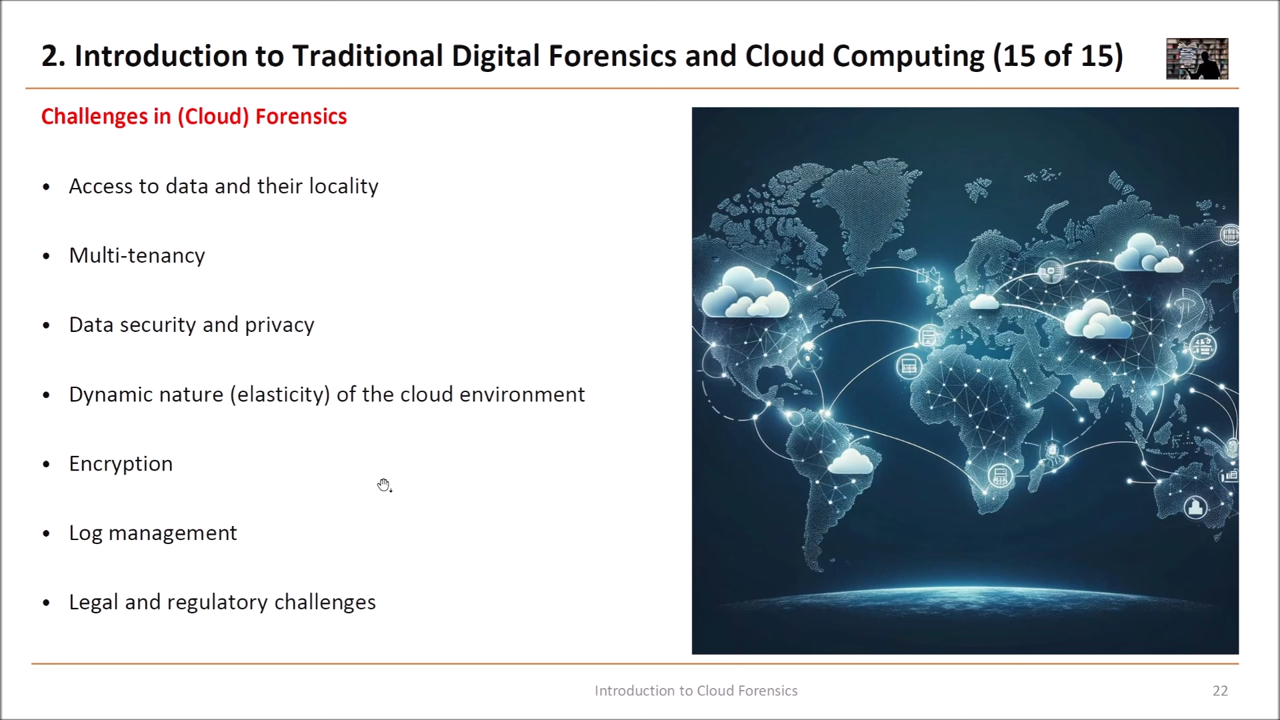 2. Introduction to Traditional Digital Forensics and Cloud Computing (15 of 15)
Challenges in (Cloud) Forensics
• Access to data and their locality
• Multi-tenancy
• Data security and privacy
• Dynamic nature (elasticity) of the cloud environment
• Encryption
• Log management
• Legal and regulatory challenges
Introduction to Cloud Forensics
22